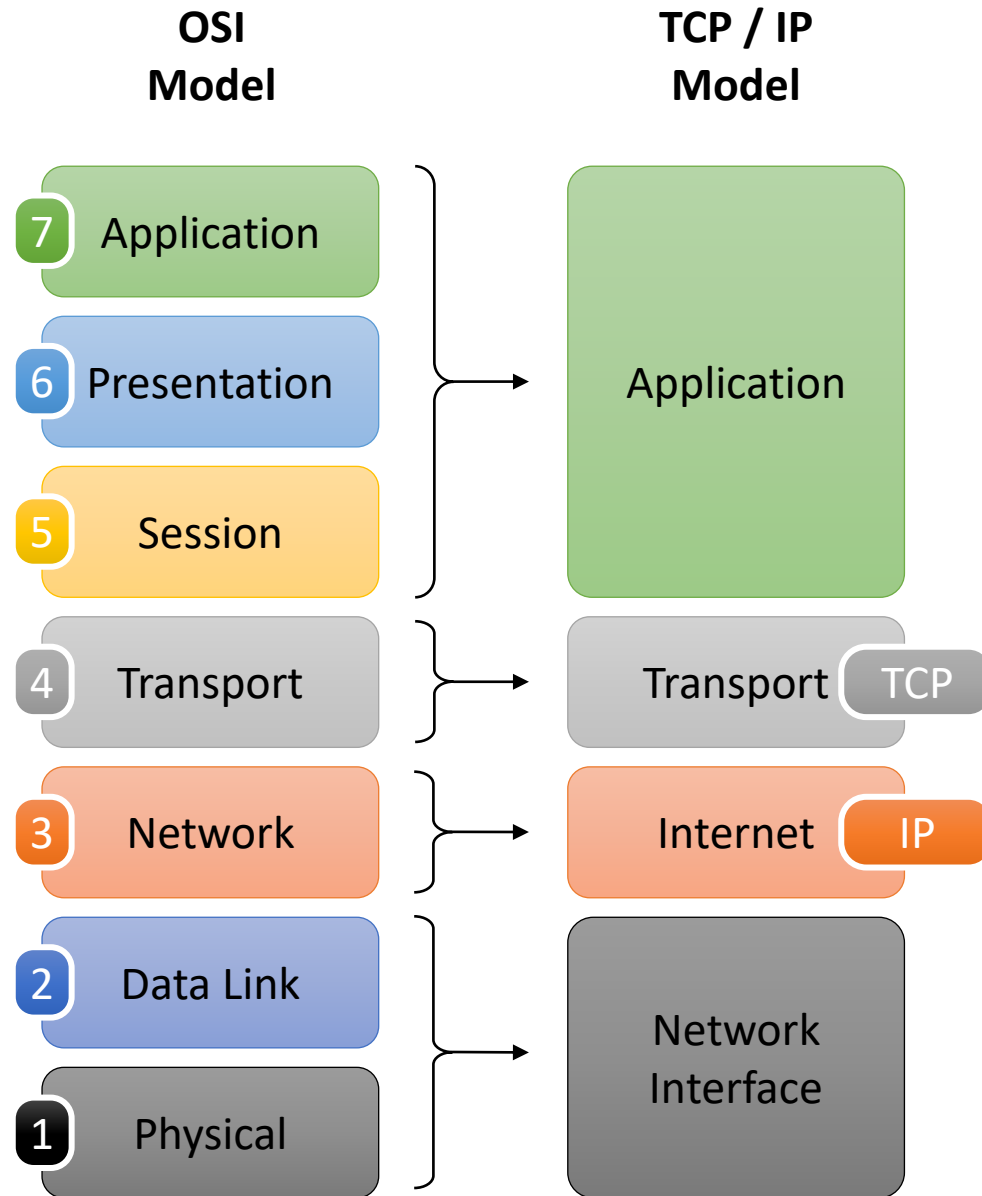 OSI
Model
TCP / IP
Model
7 Application
6 Presentation
5 Session
4 Transport
3 Network
2 Data Link
1 Physical
Application
Transport TCP
Internet IP
Network
Interface